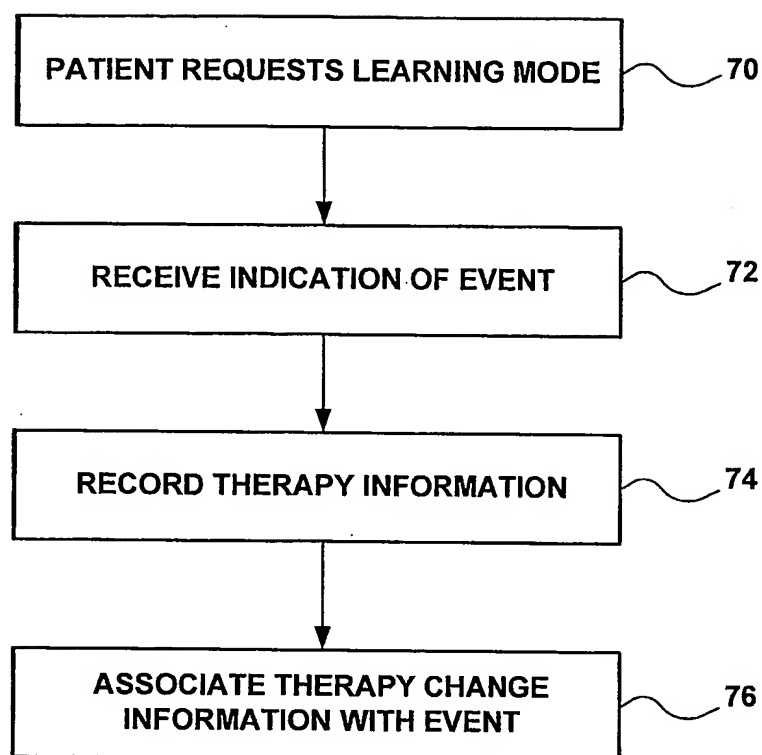 PATIENT REQUESTS LEARNING MODE 70
RECEIVE INDICATION OF EVENT 72
RECORD THERAPY INFORMATION 74
ASSOCIATE THERAPY CHANGE
INFORMATION WITH EVENT 76